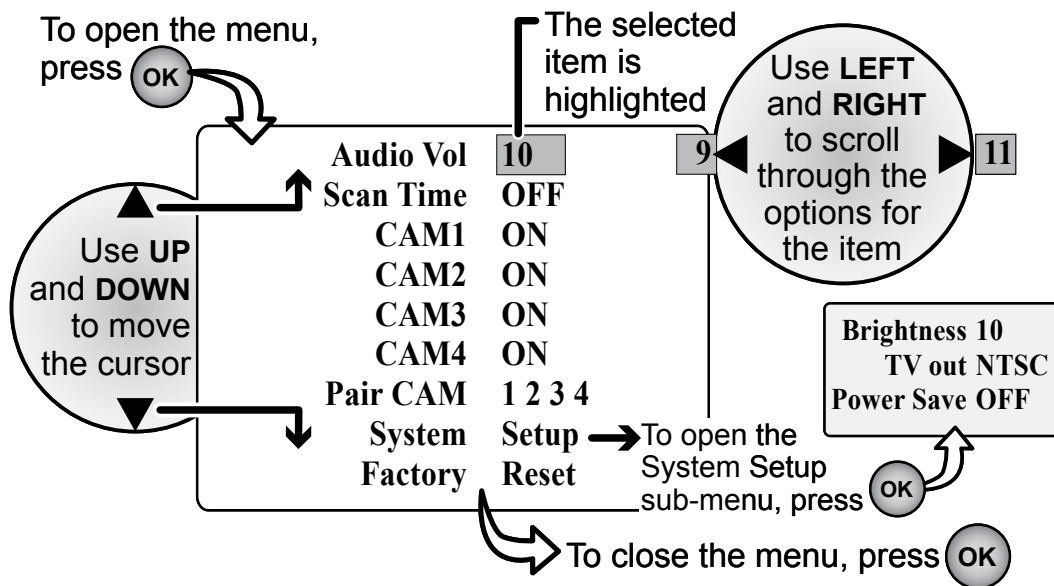 To open the menu,
press OK
The selected
item is
highlighted
Use LEFT
and RIGHT
to scroll
through the
options for
the item
9
11
Use UP
and DOWN
to move
the cursor
Audio Vol 10
Scan Time OFF
CAM1 ON
CAM2 ON
CAM3 ON
CAM4 ON
Pair CAM 1 2 3 4
System Setup
Factory Reset
To open the
System Setup
sub-menu, press OK
Brightness 10
TV out NTSC
Power Save OFF
To close the menu, press OK